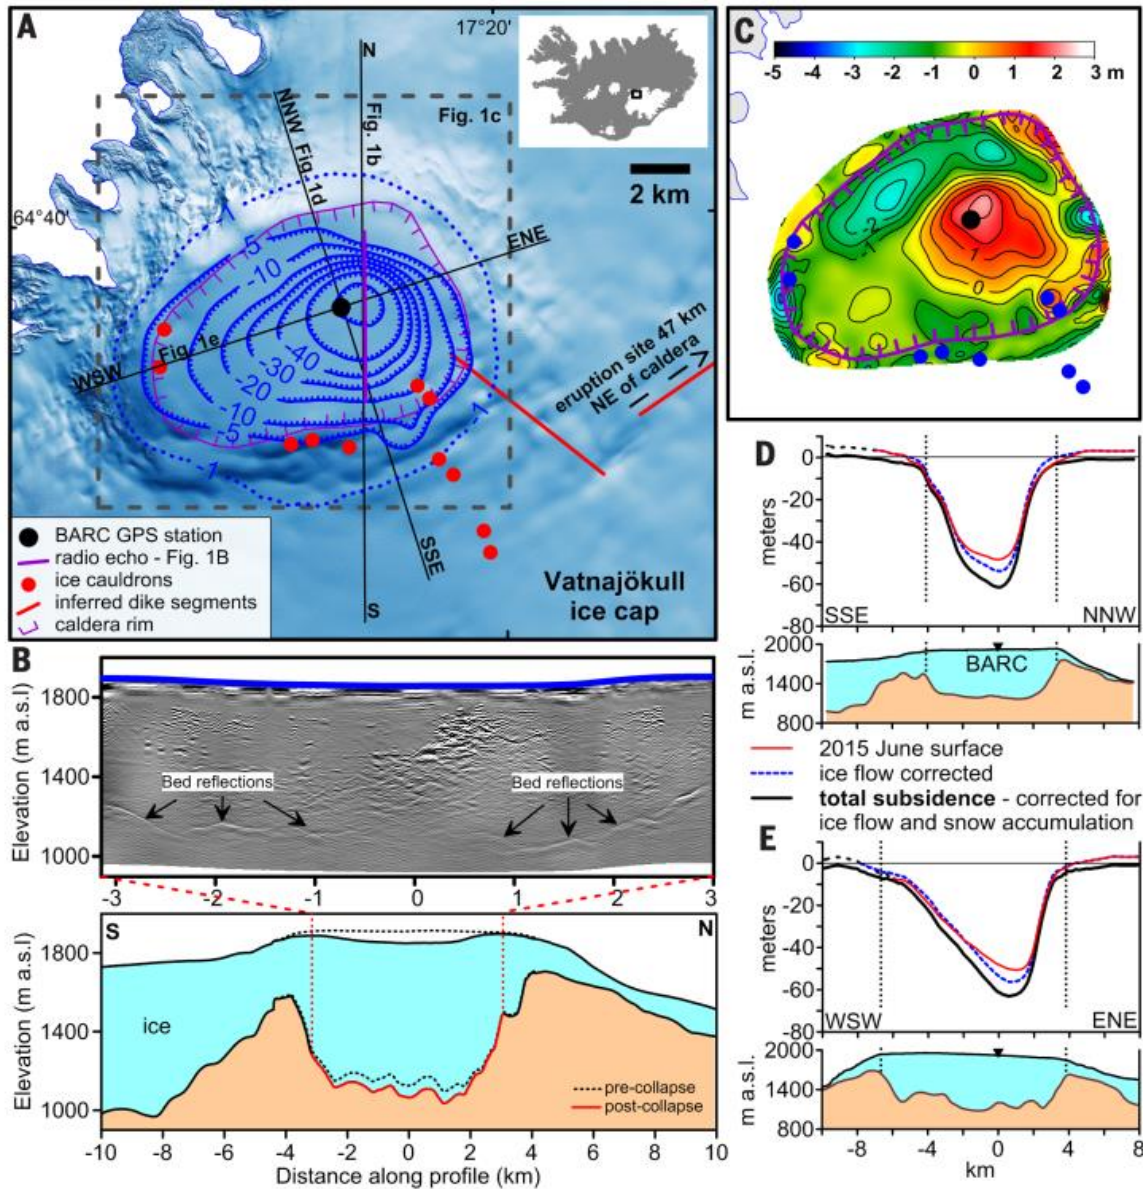 A
17°20'
64°40'
N
NNW Fig. 1d
Fig. 1b
Fig. 1c
2 km
ENE
-1
-5
-10
-40
-30
-20
-10
-5
-1
-1
Fig. 1e
WSW
eruption site 47 km
NE of caldera
SSE
S
Vatnajökull
ice cap
BARC GPS station
radio echo - Fig. 1B
ice cauldrons
inferred dike segments
caldera rim
C
-5 -4 -3 -2 -1 0 1 2 3 m
-2
-1
1
0
B
Elevation (m a.s.l)
1800
1400
1000
Bed reflections
Bed reflections
-3 -2 -1 0 1 2 3
S
N
Elevation (m a.s.l)
1800
1400
1000
ice
pre-collapse
post-collapse
-10 -8 -6 -4 -2 0 2 4 6 8 10
Distance along profile (km)
D
meters
0
-20
-40
-60
-80
SSE
NNW
m a.s.l.
2000
1400
800
BARC
2015 June surface
ice flow corrected
total subsidence - corrected for
ice flow and snow accumulation
E
meters
0
-20
-40
-60
-80
WSW
ENE
m a.s.l.
2000
1400
800
-8 -4 0 4 8
km